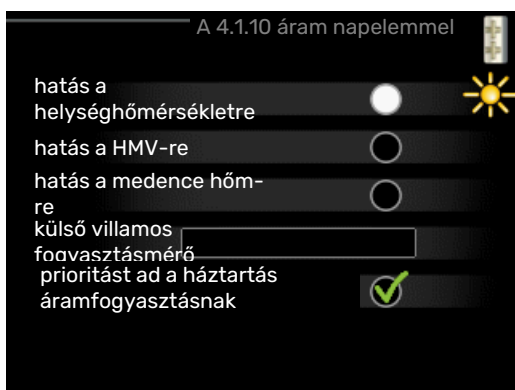 A 4.1.10 áram napelemmel
hatás a
helységhőmérsékletre
hatás a HMV-re
hatás a medence hőm-
re
külső villamos
fogyasztásmérő
prioritást ad a háztartás
áramfogyasztásnak